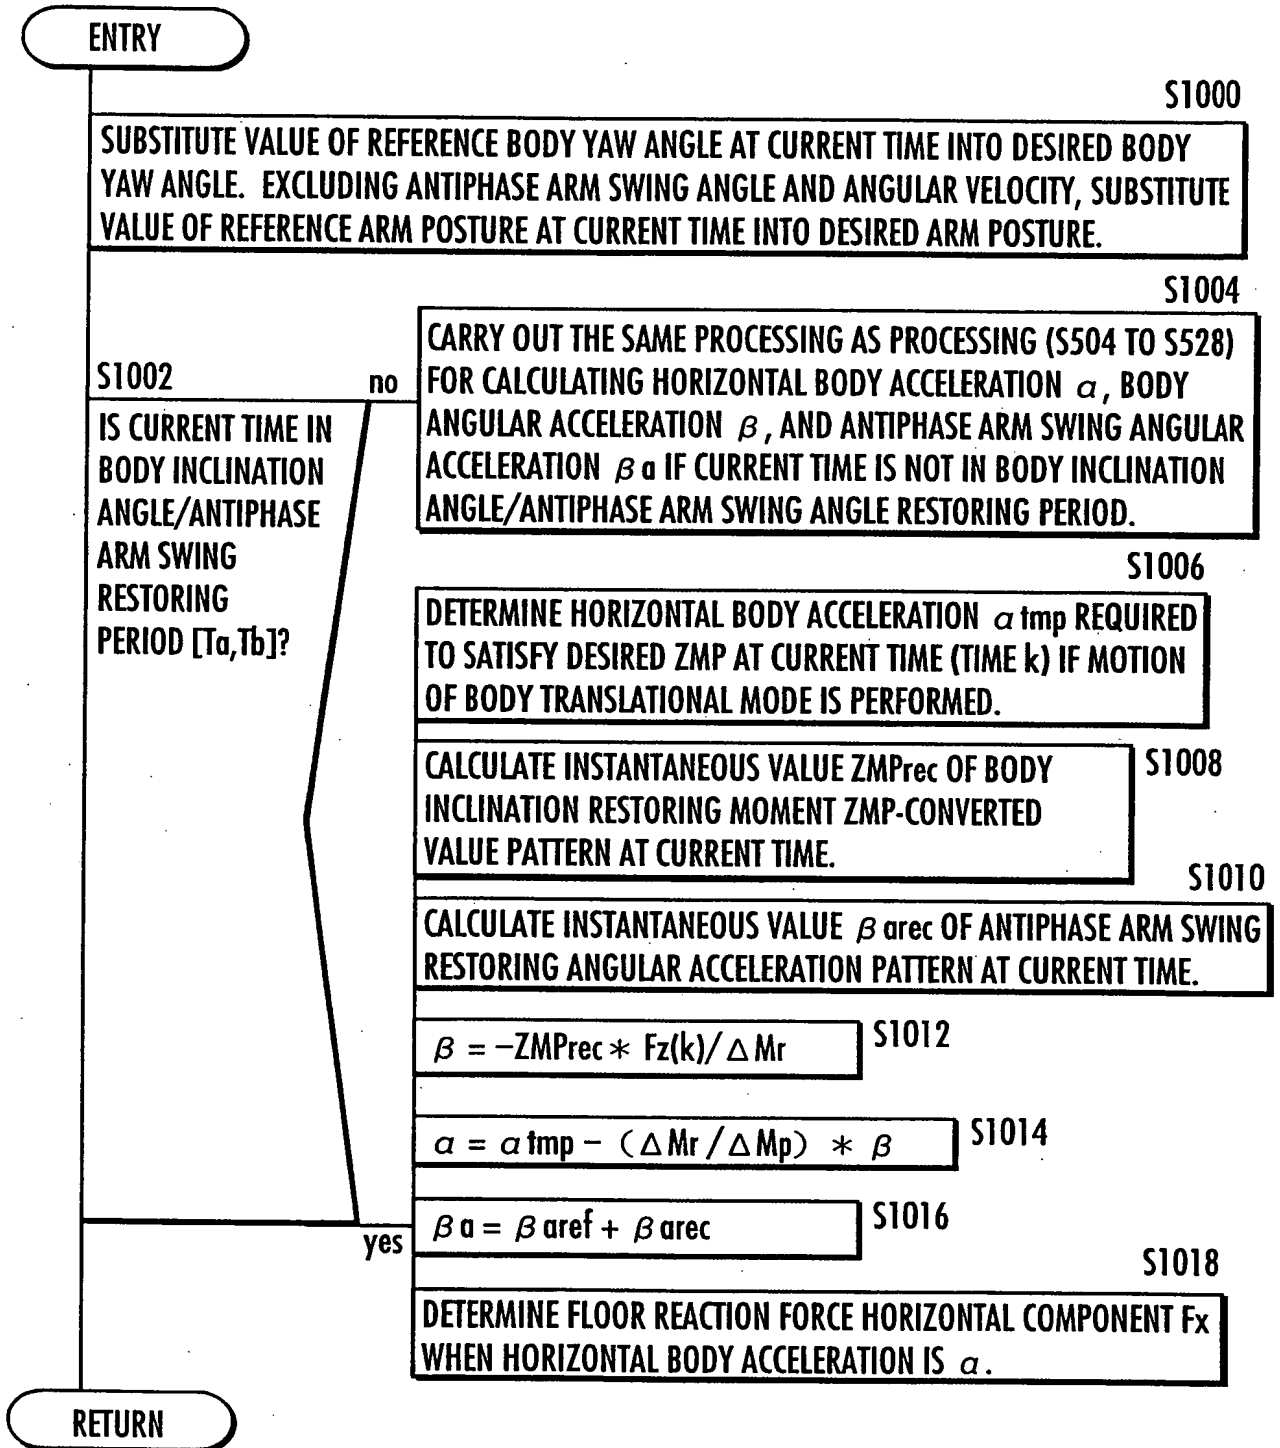 ENTRY
S1000
SUBSTITUTE VALUE OF REFERENCE BODY YAW ANGLE AT CURRENT TIME INTO DESIRED BODY
YAW ANGLE. EXCLUDING ANTIPHASE ARM SWING ANGLE AND ANGULAR VELOCITY, SUBSTITUTE
VALUE OF REFERENCE ARM POSTURE AT CURRENT TIME INTO DESIRED ARM POSTURE.
S1002
IS CURRENT TIME IN
BODY INCLINATION
ANGLE/ANTIPHASE
ARM SWING
RESTORING
PERIOD [Ta,Tb]?
no
S1004
CARRY OUT THE SAME PROCESSING AS PROCESSING (S504 TO S528)
FOR CALCULATING HORIZONTAL BODY ACCELERATION α, BODY
ANGULAR ACCELERATION β, AND ANTIPHASE ARM SWING ANGULAR
ACCELERATION βa IF CURRENT TIME IS NOT IN BODY INCLINATION
ANGLE/ANTIPHASE ARM SWING ANGLE RESTORING PERIOD.
yes
S1006
DETERMINE HORIZONTAL BODY ACCELERATION αtmp REQUIRED
TO SATISFY DESIRED ZMP AT CURRENT TIME (TIME k) IF MOTION
OF BODY TRANSLATIONAL MODE IS PERFORMED.
S1008
CALCULATE INSTANTANEOUS VALUE ZMPrec OF BODY
INCLINATION RESTORING MOMENT ZMP-CONVERTED
VALUE PATTERN AT CURRENT TIME.
S1010
CALCULATE INSTANTANEOUS VALUE βarec OF ANTIPHASE ARM SWING
RESTORING ANGULAR ACCELERATION PATTERN AT CURRENT TIME.
S1012
β = −ZMPrec * Fz(k)/ΔMr
S1014
α = αtmp − (ΔMr/ΔMp) * β
S1016
βa = βaref + βarec
S1018
DETERMINE FLOOR REACTION FORCE HORIZONTAL COMPONENT Fx
WHEN HORIZONTAL BODY ACCELERATION IS α.
RETURN